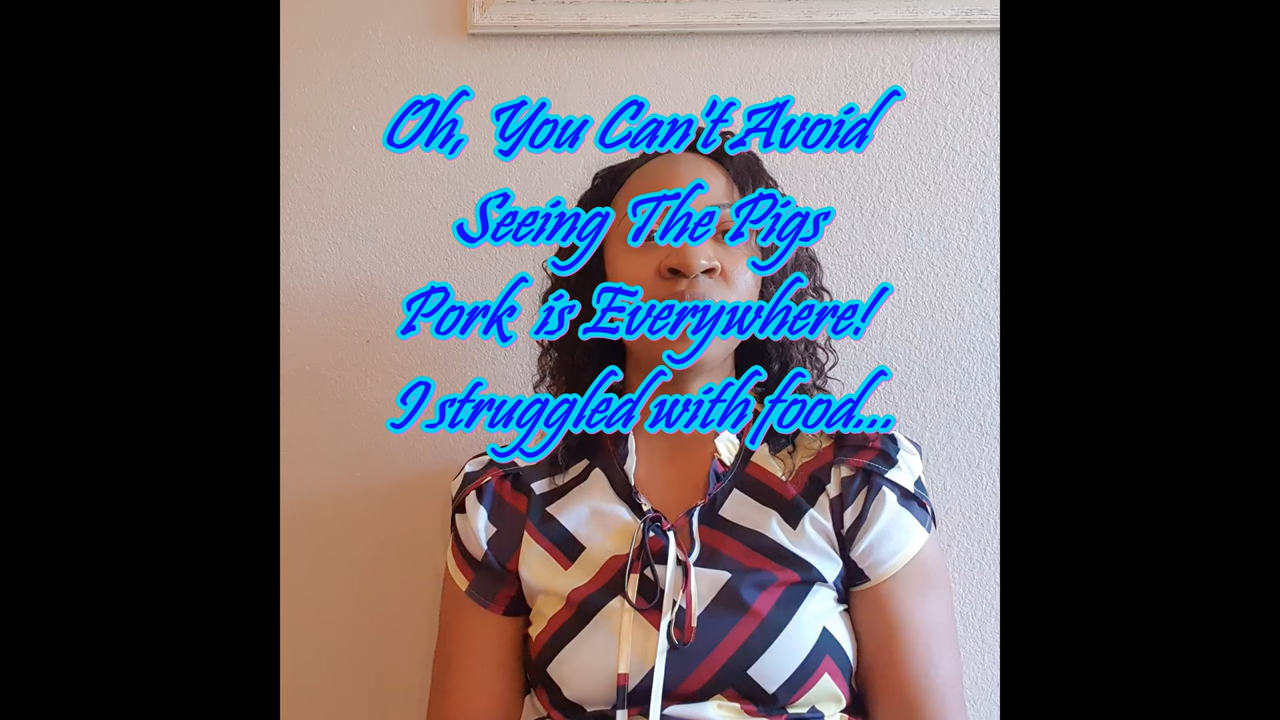 Oh, You Can't Avoid
Seeing The Pigs
Pork is Everywhere!
I struggled with food...